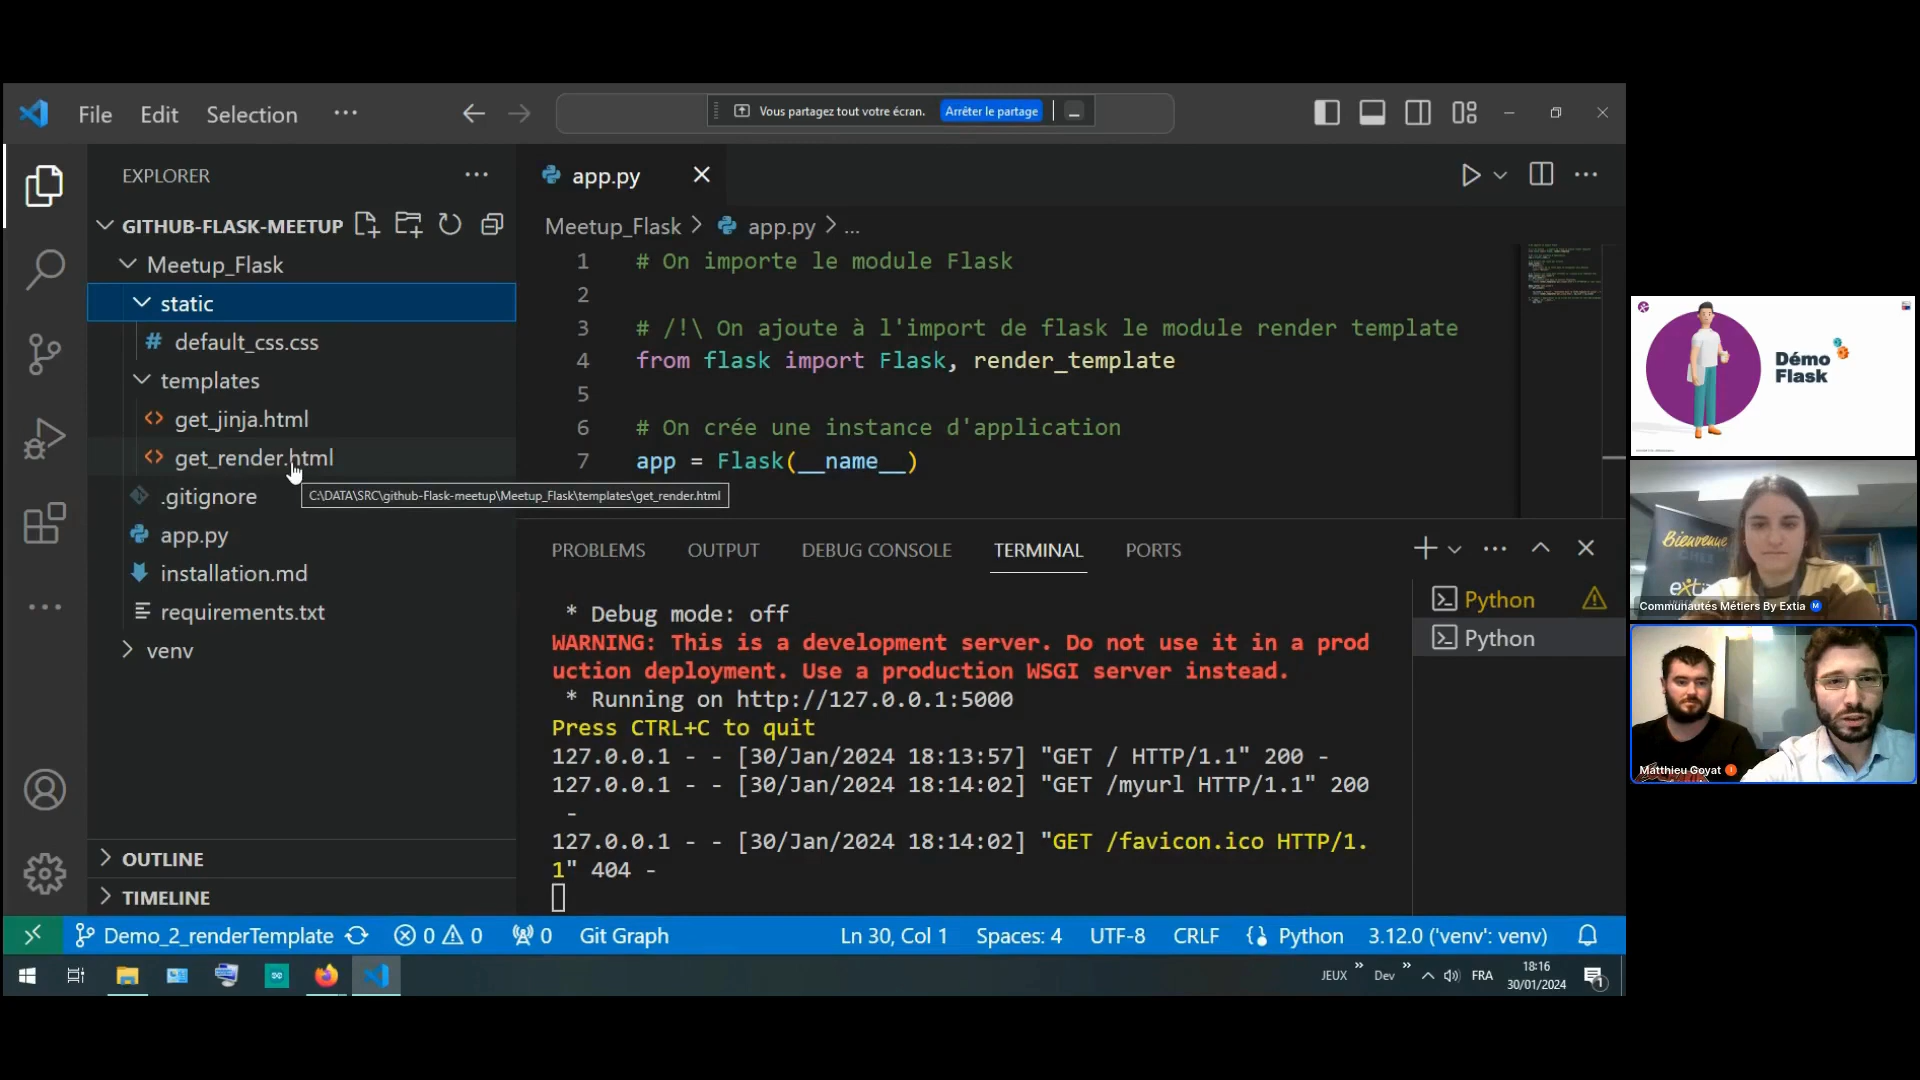 File Edit Selection ...
Vous partagez tout votre écran. Arrêter le partage
EXPLORER
GITHUB-FLASK-MEETUP
Meetup_Flask
static
default_css.css
templates
get_jinja.html
get_render.html
C:\DATA\SRC\github-Flask-meetup\Meetup_Flask\templates\get_render.html
.gitignore
app.py
installation.md
requirements.txt
venv
OUTLINE
TIMELINE
app.py
Meetup_Flask > app.py > ...
1 # On importe le module Flask
2
3 # /!\ On ajoute à l'import de flask le module render template
4 from flask import Flask, render_template
5
6 # On crée une instance d'application
7 app = Flask(__name__)
PROBLEMS OUTPUT DEBUG CONSOLE TERMINAL PORTS
* Debug mode: off
WARNING: This is a development server. Do not use it in a prod
uction deployment. Use a production WSGI server instead.
* Running on http://127.0.0.1:5000
Press CTRL+C to quit
127.0.0.1 - - [30/Jan/2024 18:13:57] "GET / HTTP/1.1" 200 -
127.0.0.1 - - [30/Jan/2024 18:14:02] "GET /myurl HTTP/1.1" 200
-
127.0.0.1 - - [30/Jan/2024 18:14:02] "GET /favicon.ico HTTP/1.
1" 404 -
Python
Python
Demo_2_renderTemplate 0 0 0 Git Graph Ln 30, Col 1 Spaces: 4 UTF-8 CRLF Python 3.12.0 ('venv': venv)
JEUX » Dev » FRA
18:16
30/01/2024
1
Démo
Flask
Bienvenue
Communautés Métiers By Extia M
Matthieu Goyat